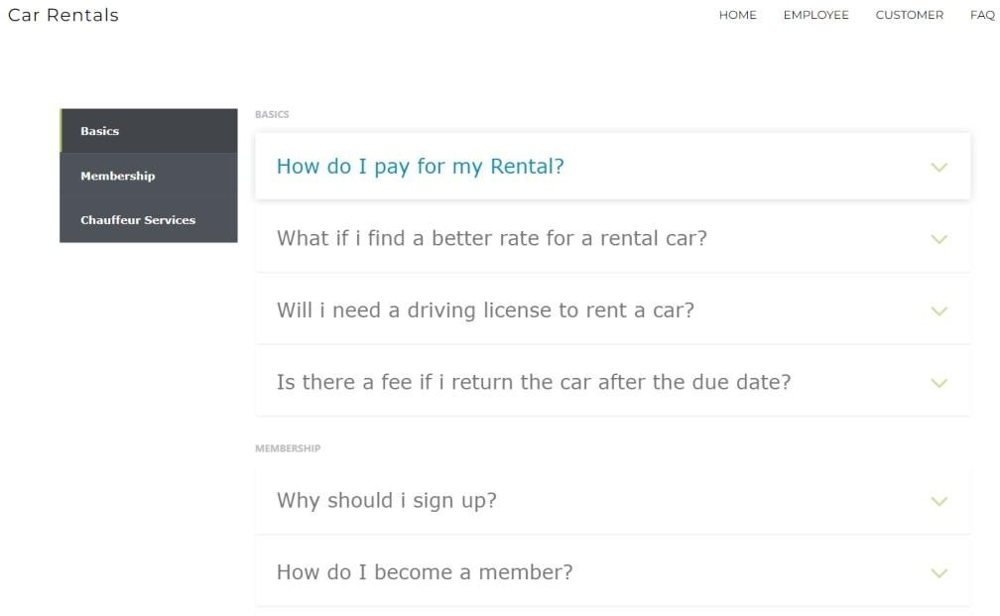 Car Rentals
HOME EMPLOYEE CUSTOMER FAQ
Basics
Membership
Chauffeur Services
BASICS
How do I pay for my Rental?
What if i find a better rate for a rental car?
Will i need a driving license to rent a car?
Is there a fee if i return the car after the due date?
MEMBERSHIP
Why should i sign up?
How do I become a member?